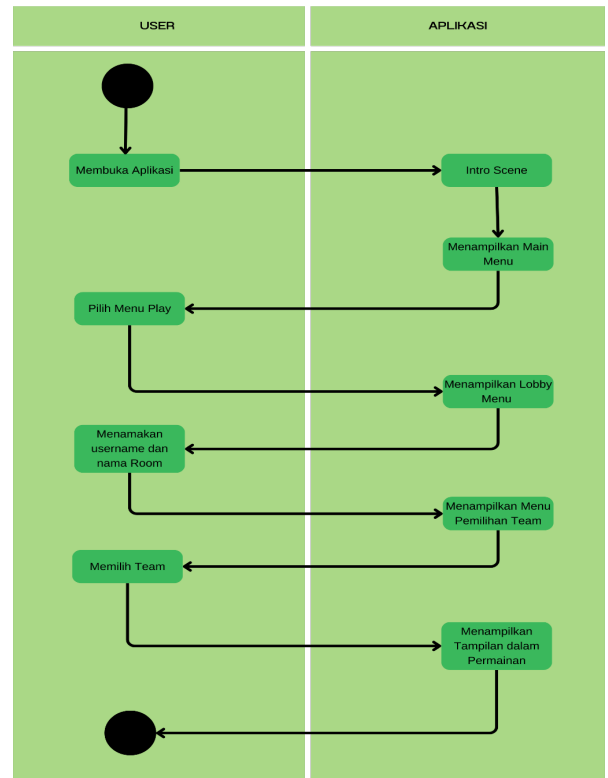 USER
APLIKASI
Membuka Aplikasi
Intro Scene
Menampilkan Main
Menu
Pilih Menu Play
Menampilkan Lobby
Menu
Menamakan
username dan
nama Room
Menampilkan Menu
Pemilihan Team
Memilih Team
Menampilkan
Tampilan dalam
Permainan